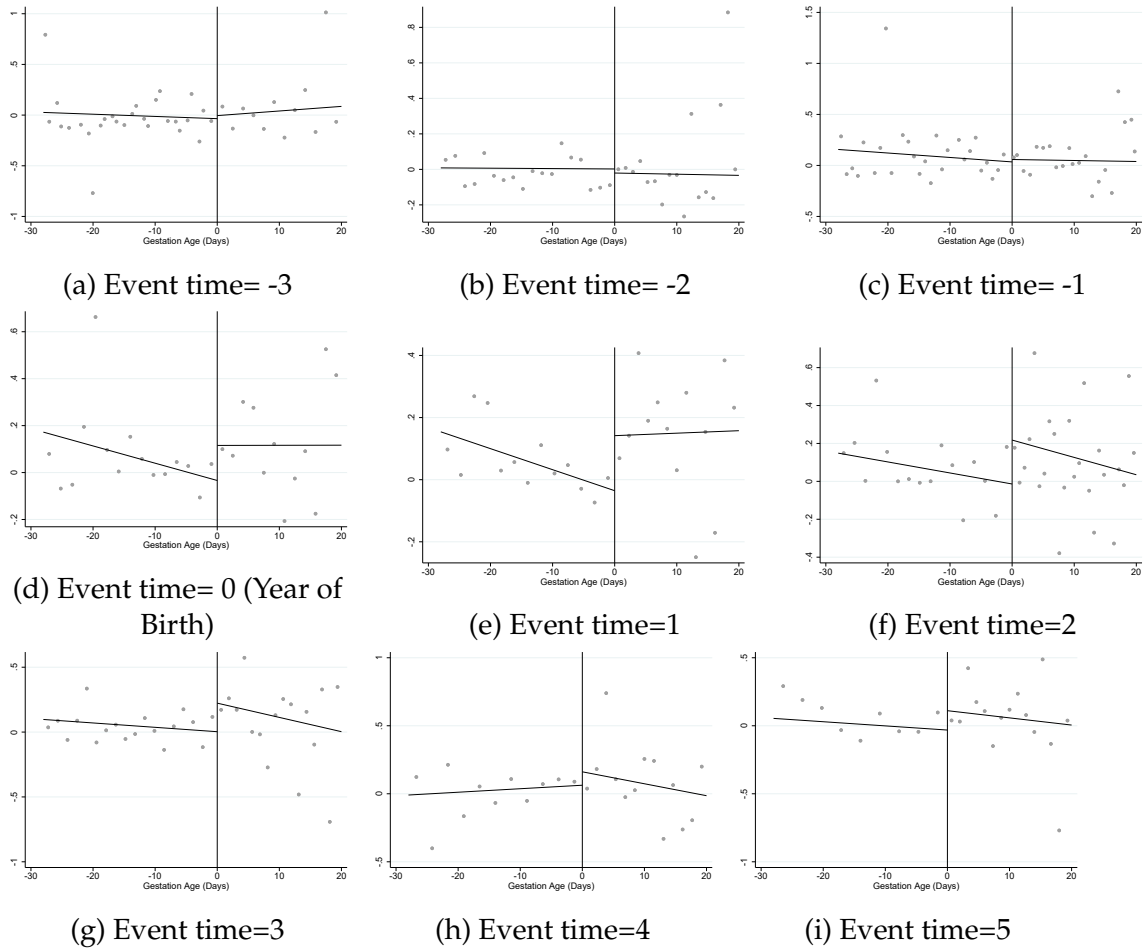 1
.5
0
-.5
-1
-30 -20 -10 0 10 20
Gestation Age (Days)
(a) Event time= -3
.8
.6
.4
.2
0
-.2
-30 -20 -10 0 10 20
Gestation Age (Days)
(b) Event time= -2
1.5
1
.5
0
-.5
-30 -20 -10 0 10 20
Gestation Age (Days)
(c) Event time= -1
.6
.4
.2
0
-.2
-30 -20 -10 0 10 20
Gestation Age (Days)
(d) Event time= 0 (Year of
Birth)
.4
.2
0
-.2
-30 -20 -10 0 10 20
Gestation Age (Days)
(e) Event time=1
.6
.4
.2
0
-.2
-.4
-30 -20 -10 0 10 20
Gestation Age (Days)
(f) Event time=2
.5
0
-.5
-1
-30 -20 -10 0 10 20
Gestation Age (Days)
(g) Event time=3
1
.5
0
-.5
-30 -20 -10 0 10 20
Gestation Age (Days)
(h) Event time=4
.5
0
-.5
-1
-30 -20 -10 0 10 20
Gestation Age (Days)
(i) Event time=5